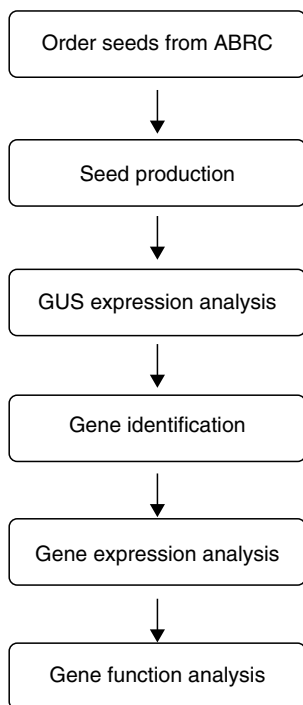 Order seeds from ABRC
Seed production
GUS expression analysis
Gene identification
Gene expression analysis
Gene function analysis